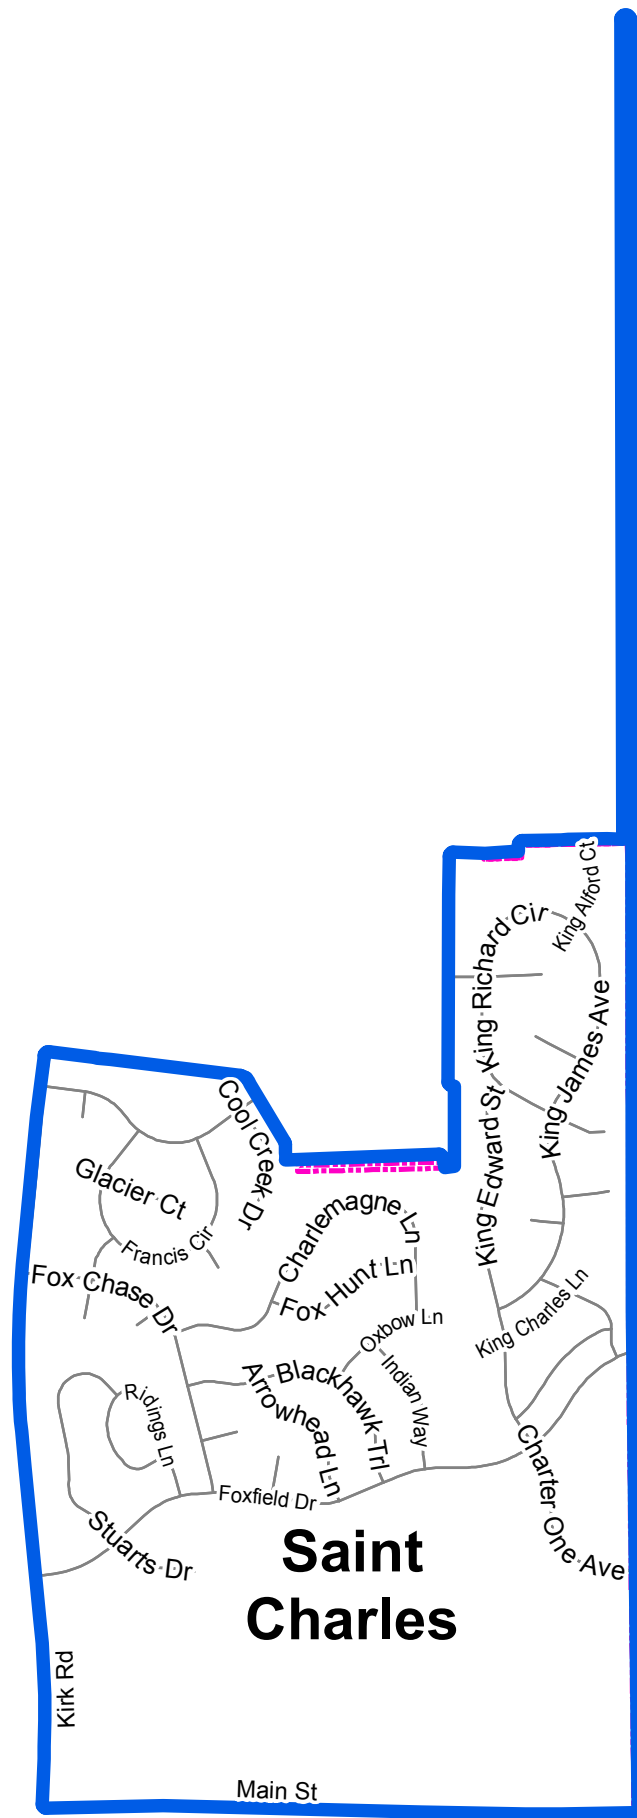 King Alford Ct
King Richard Cir
King James Ave
King Edward St
Cool Creek Dr
Glacier Ct
Francis Cir
Charlemagne Ln
Fox Chase Dr
Fox Hunt Ln
King Charles Ln
Oxbow Ln
Indian Way
Blackhawk Trl
Arrowhead Ln
Ridings Ln
Charter One Ave
Foxfield Dr
Stuarts Dr
Saint
Charles
Kirk Rd
Main St